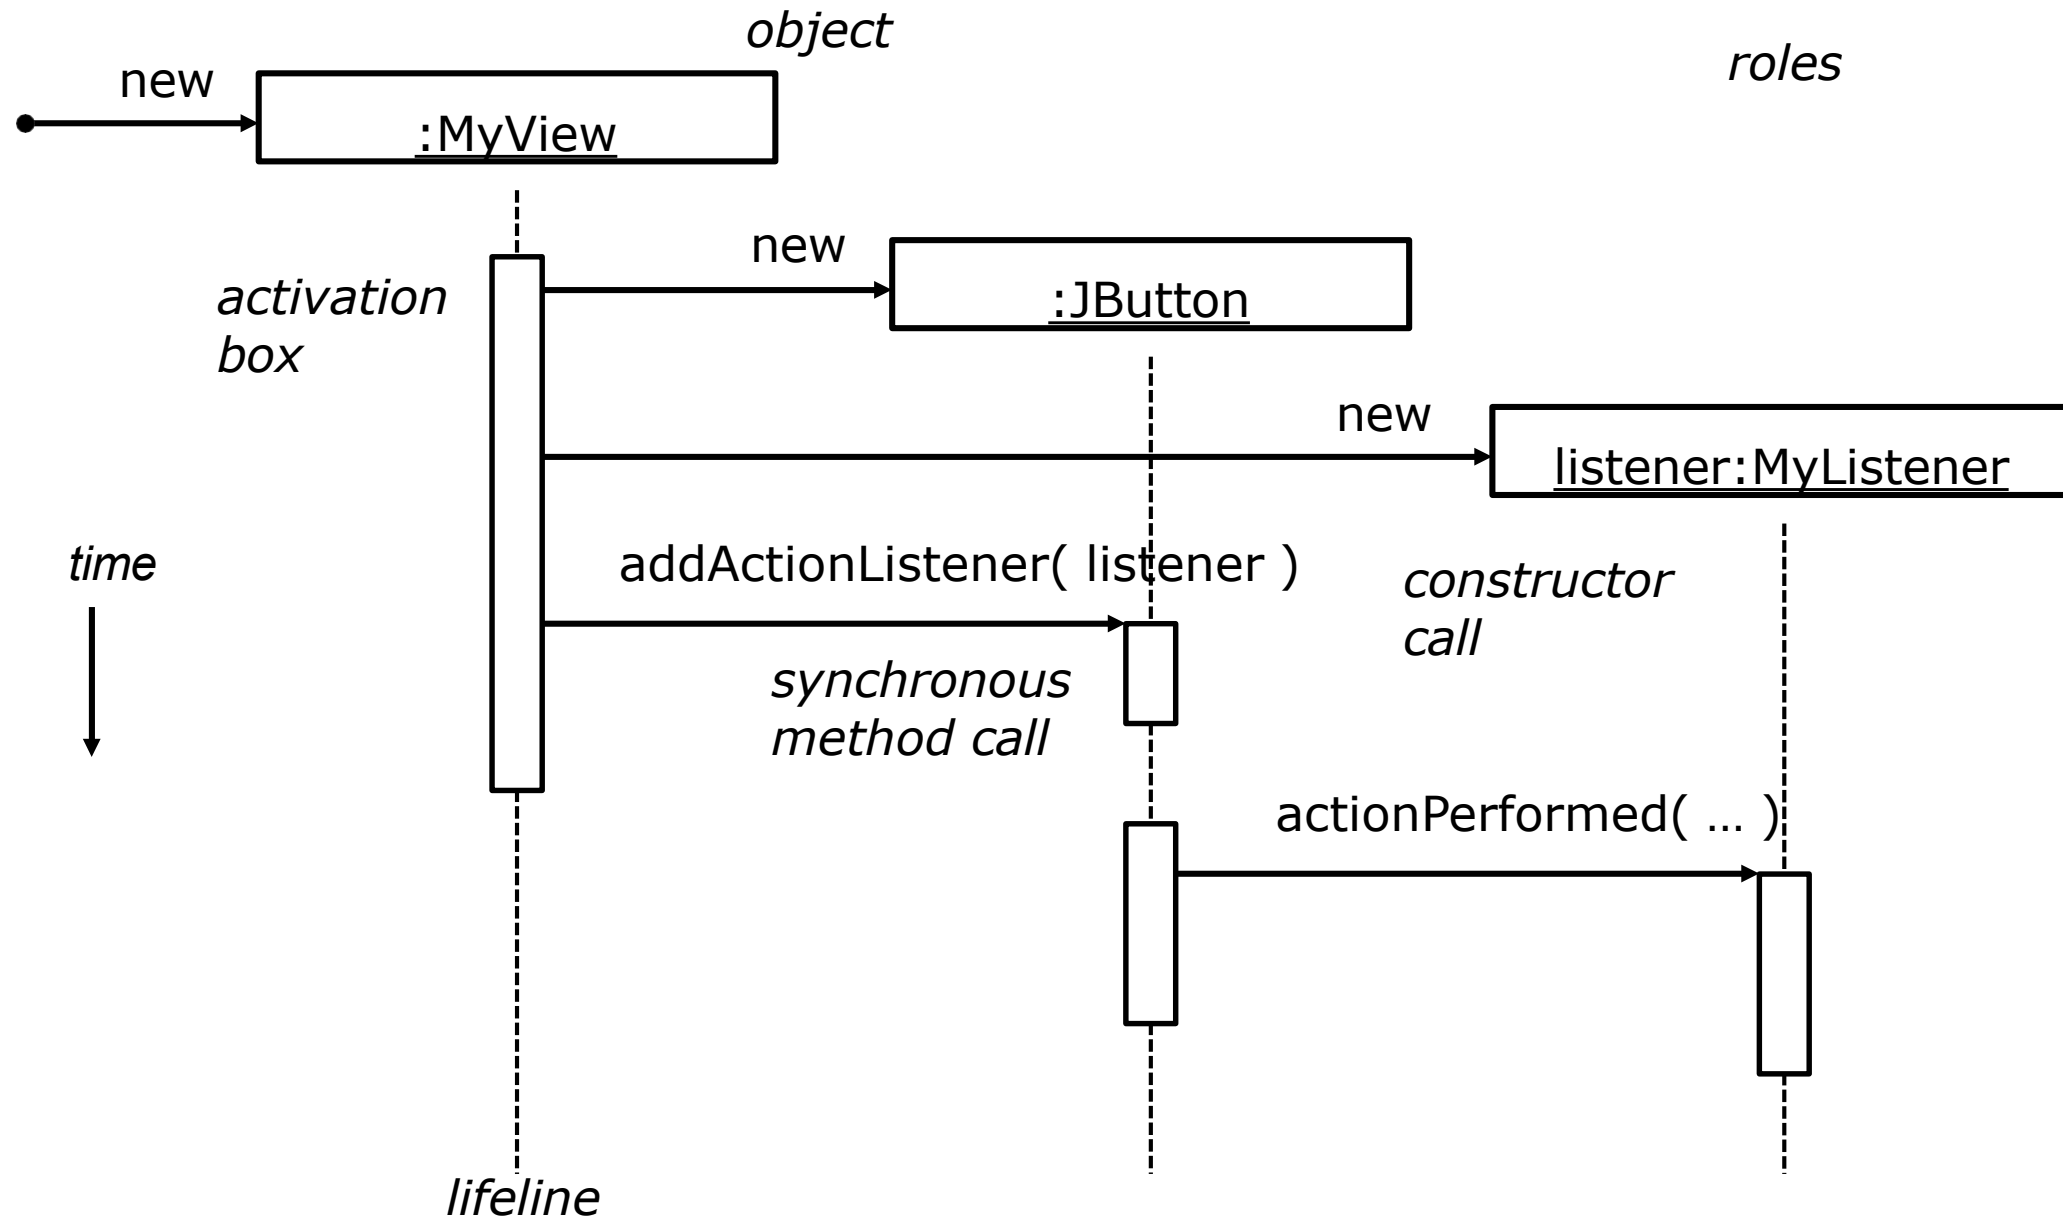 object
roles
new
:MyView
new
:JButton
activation
box
new
listener:MyListener
time
addActionListener( listener )
constructor
call
synchronous
method call
actionPerformed( ... )
lifeline